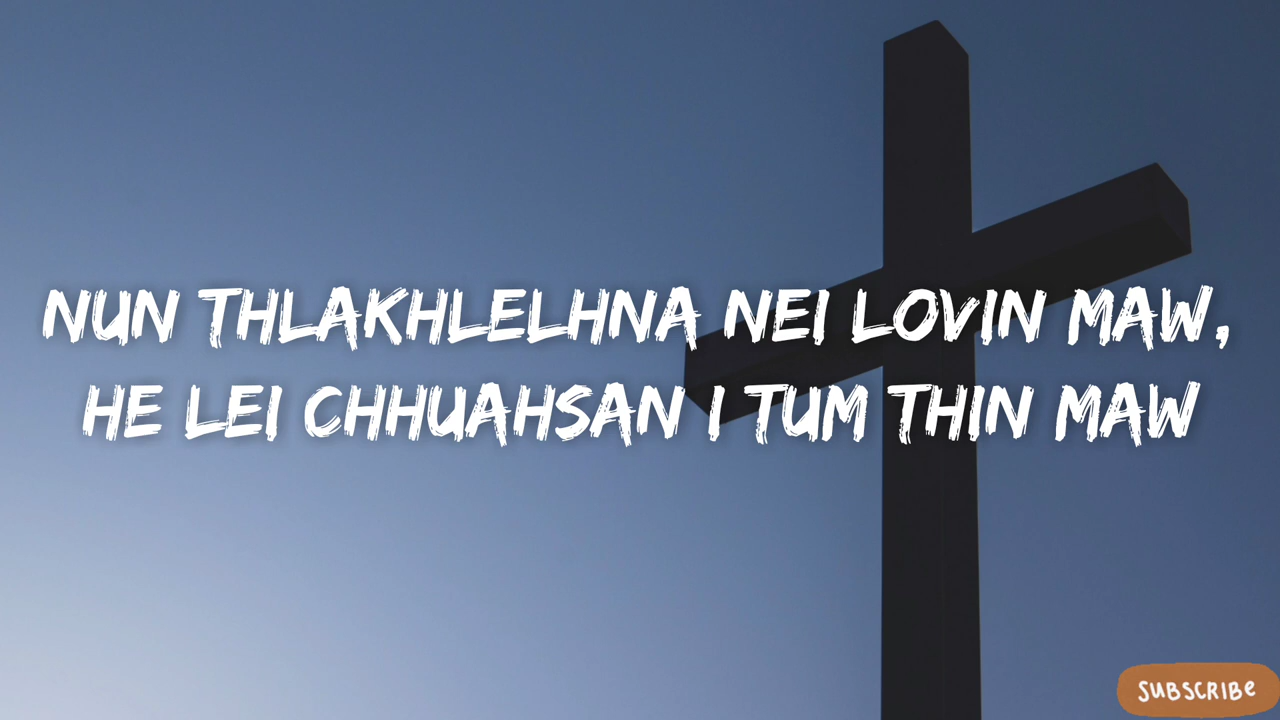 NUN THLAKHLELHNA NEI LOVIN MAW,
HE LEI CHHUAHSAN I TUM THIN MAW
SUBSCRIBE